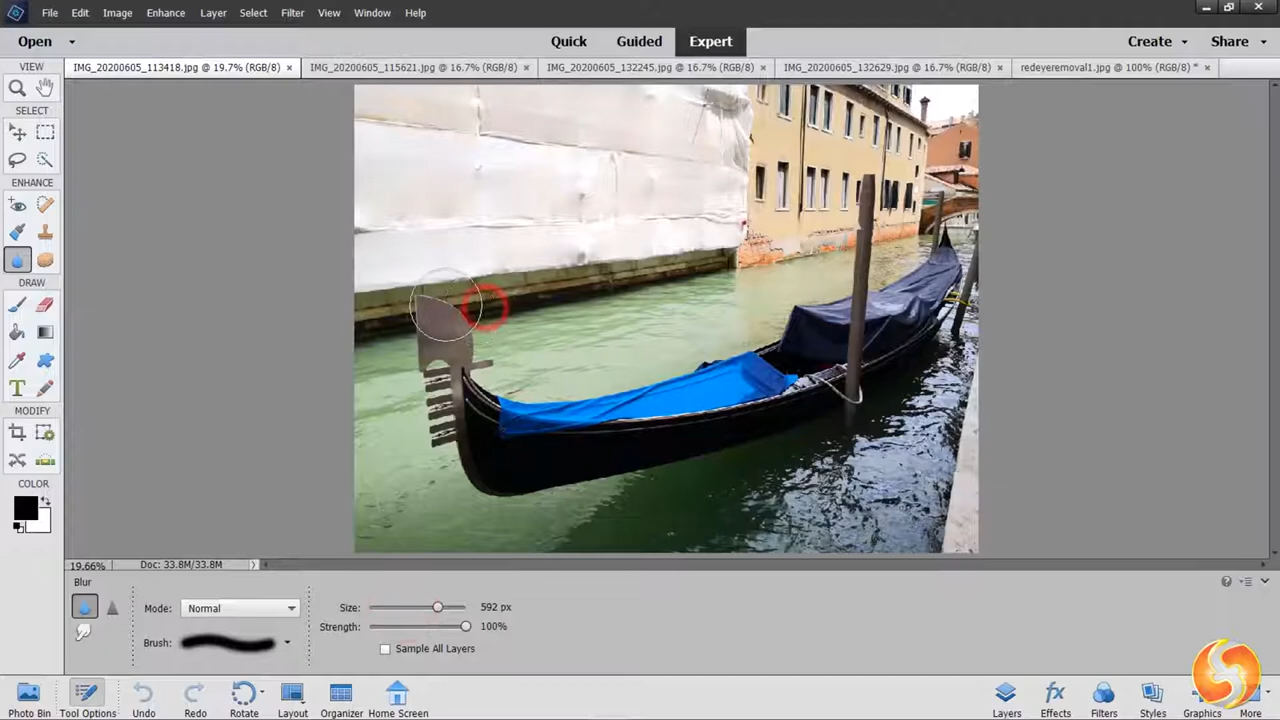 File Edit Image Enhance Layer Select Filter View Window Help
Open Quick Guided Expert Create Share
VIEW
IMG_20200605_113418.jpg @ 19.7% (RGB/8) × IMG_20200605_115621.jpg @ 16.7% (RGB/8) × IMG_20200605_132245.jpg @ 16.7% (RGB/8) × IMG_20200605_132629.jpg @ 16.7% (RGB/8) × redeyeremoval1.jpg @ 100% (RGB/8) * ×
SELECT
ENHANCE
DRAW
T
MODIFY
COLOR
19.66% Doc: 33.8M/33.8M
Blur
Mode: Normal Size: 592 px
Strength: 100%
Brush: Sample All Layers
Photo Bin Tool Options Undo Redo Rotate Layout Organizer Home Screen Layers Effects Filters Styles Graphics More